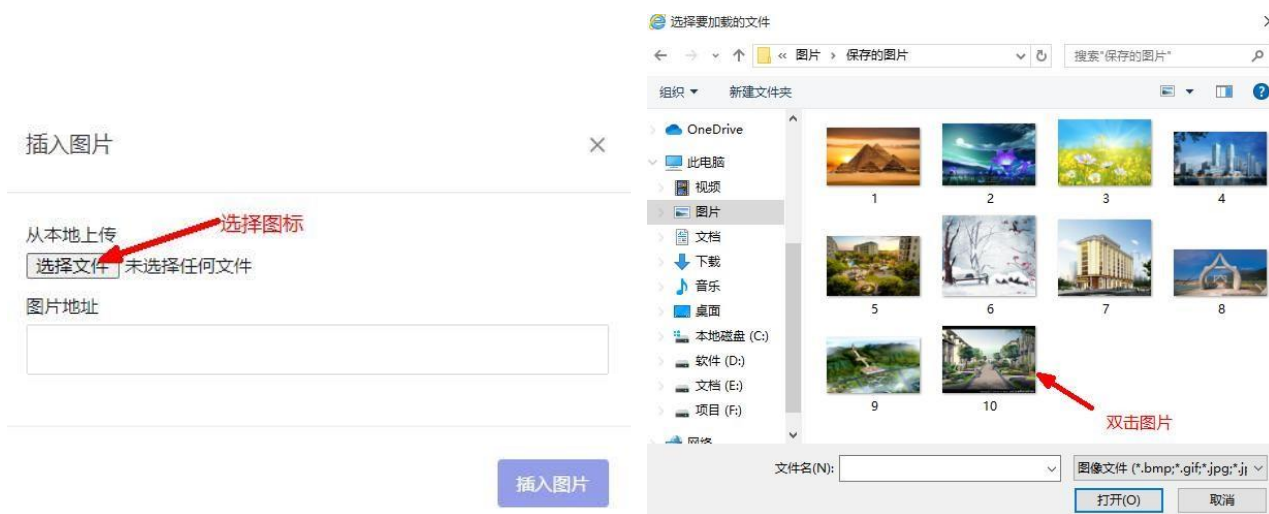 插入图片
从本地上传
选择图标
选择文件 未选择任何文件
图片地址
插入图片
选择要加载的文件
« 图片 › 保存的图片
搜索"保存的图片"
组织 新建文件夹
OneDrive
此电脑
视频
图片
文档
下载
音乐
桌面
本地磁盘 (C:)
软件 (D:)
文档 (E:)
项目 (F:)
网络
1 2 3 4
5 6 7 8
9 10
双击图片
文件名(N):
图像文件 (*.bmp;*.gif;*.jpg;*.j
打开(O) 取消